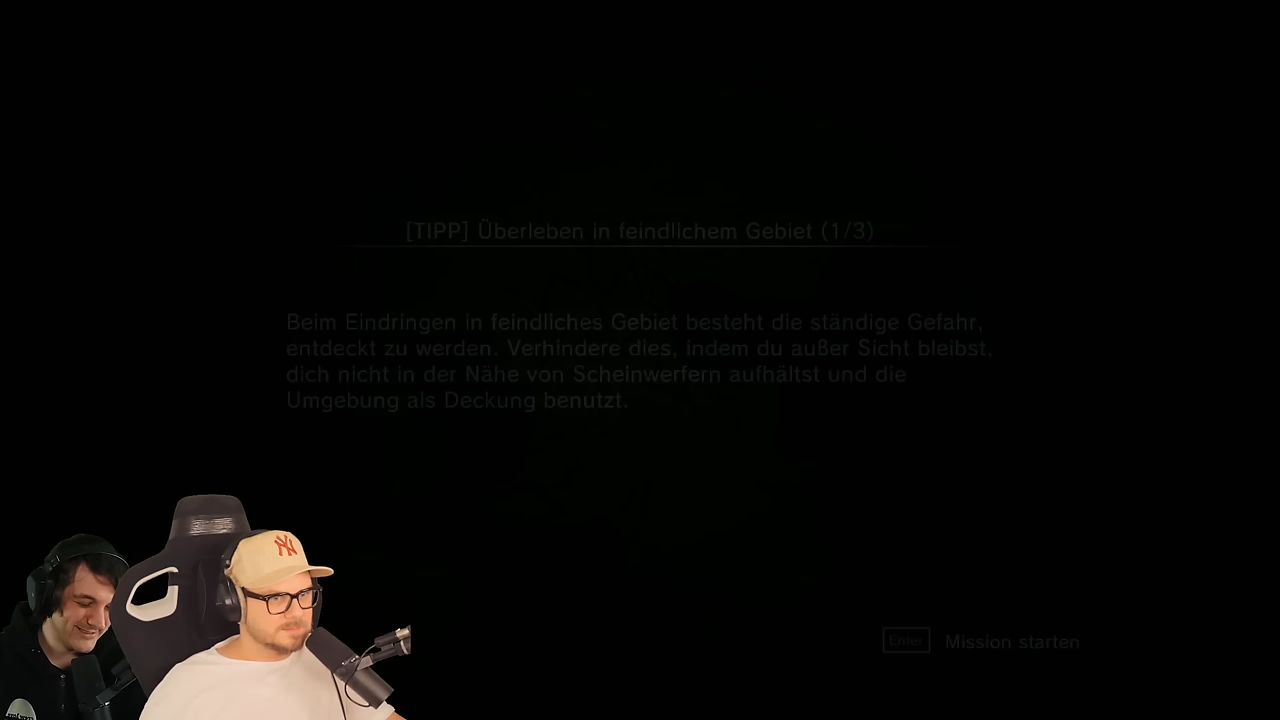 [TIPP] Überleben in feindlichem Gebiet (1/3)
Beim Eindringen in feindliches Gebiet besteht die ständige Gefahr,
entdeckt zu werden. Verhindere dies, indem du außer Sicht bleibst,
dich nicht in der Nähe von Scheinwerfern aufhältst und die
Umgebung als Deckung benutzt.
NY
Enter Mission starten